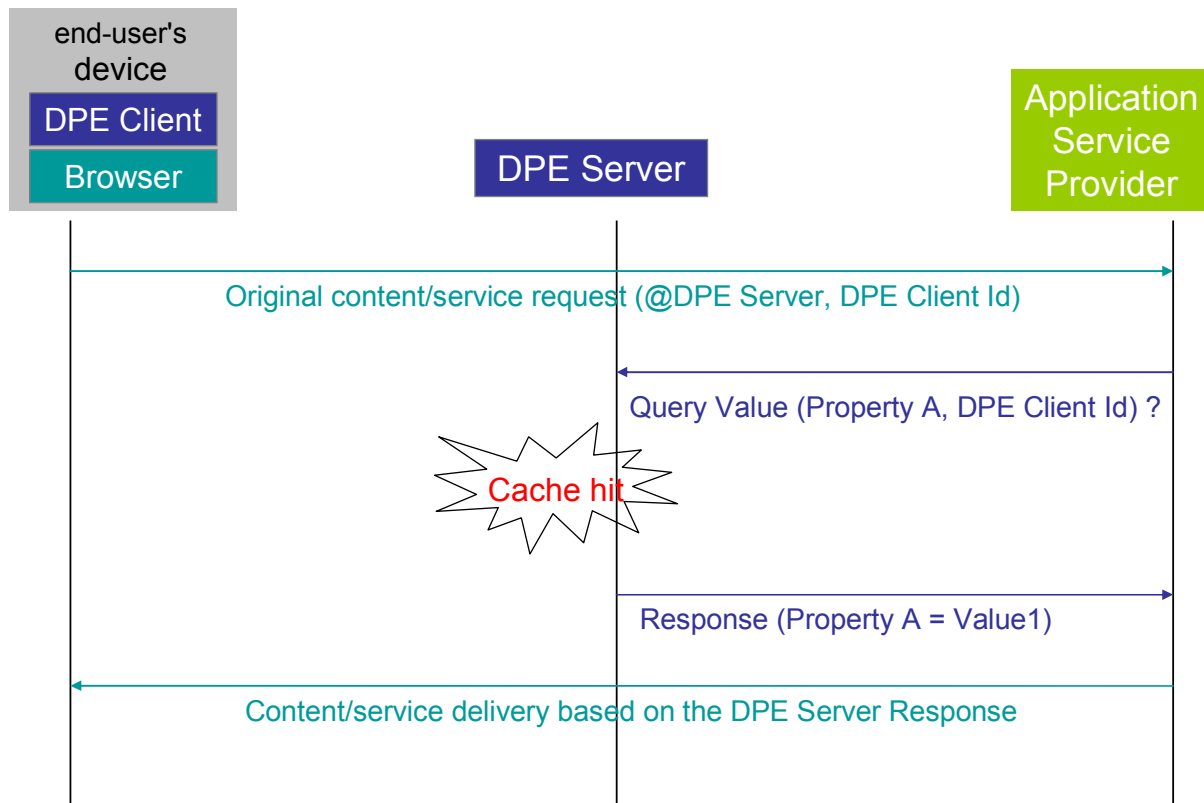 end-user's
device
DPE Client
Browser
DPE Server
Application
Service
Provider
Original content/service request (@DPE Server, DPE Client Id)
Query Value (Property A, DPE Client Id) ?
Cache hit
Response (Property A = Value1)
Content/service delivery based on the DPE Server Response